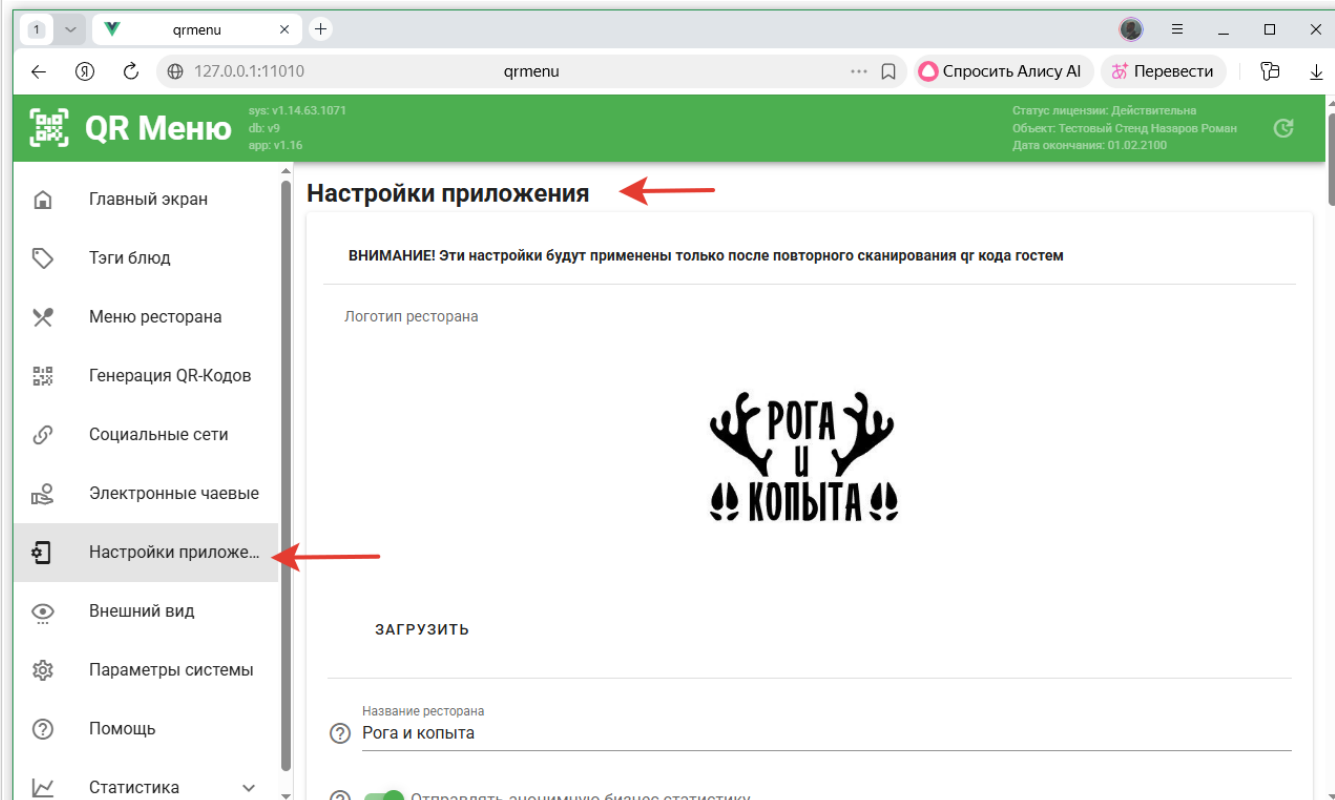 1
qrmenu
127.0.0.1:11010
qrmenu
Спросить Алису AI
Перевести
QR Меню
sys: v1.14.63.1071
db: v9
app: v1.16
Статус лицензии: Действительна
Объект: Тестовый Стенд Назаров Роман
Дата окончания: 01.02.2100
Главный экран
Тэги блюд
Меню ресторана
Генерация QR-Кодов
Социальные сети
Электронные чаевые
Настройки приложе...
Внешний вид
Параметры системы
Помощь
Статистика
Настройки приложения
ВНИМАНИЕ! Эти настройки будут применены только после повторного сканирования qr кода гостем
Логотип ресторана
РОГА
И
КОПЫТА
ЗАГРУЗИТЬ
Название ресторана
Рога и копыта
Отправлять анонимную бизнес статистику